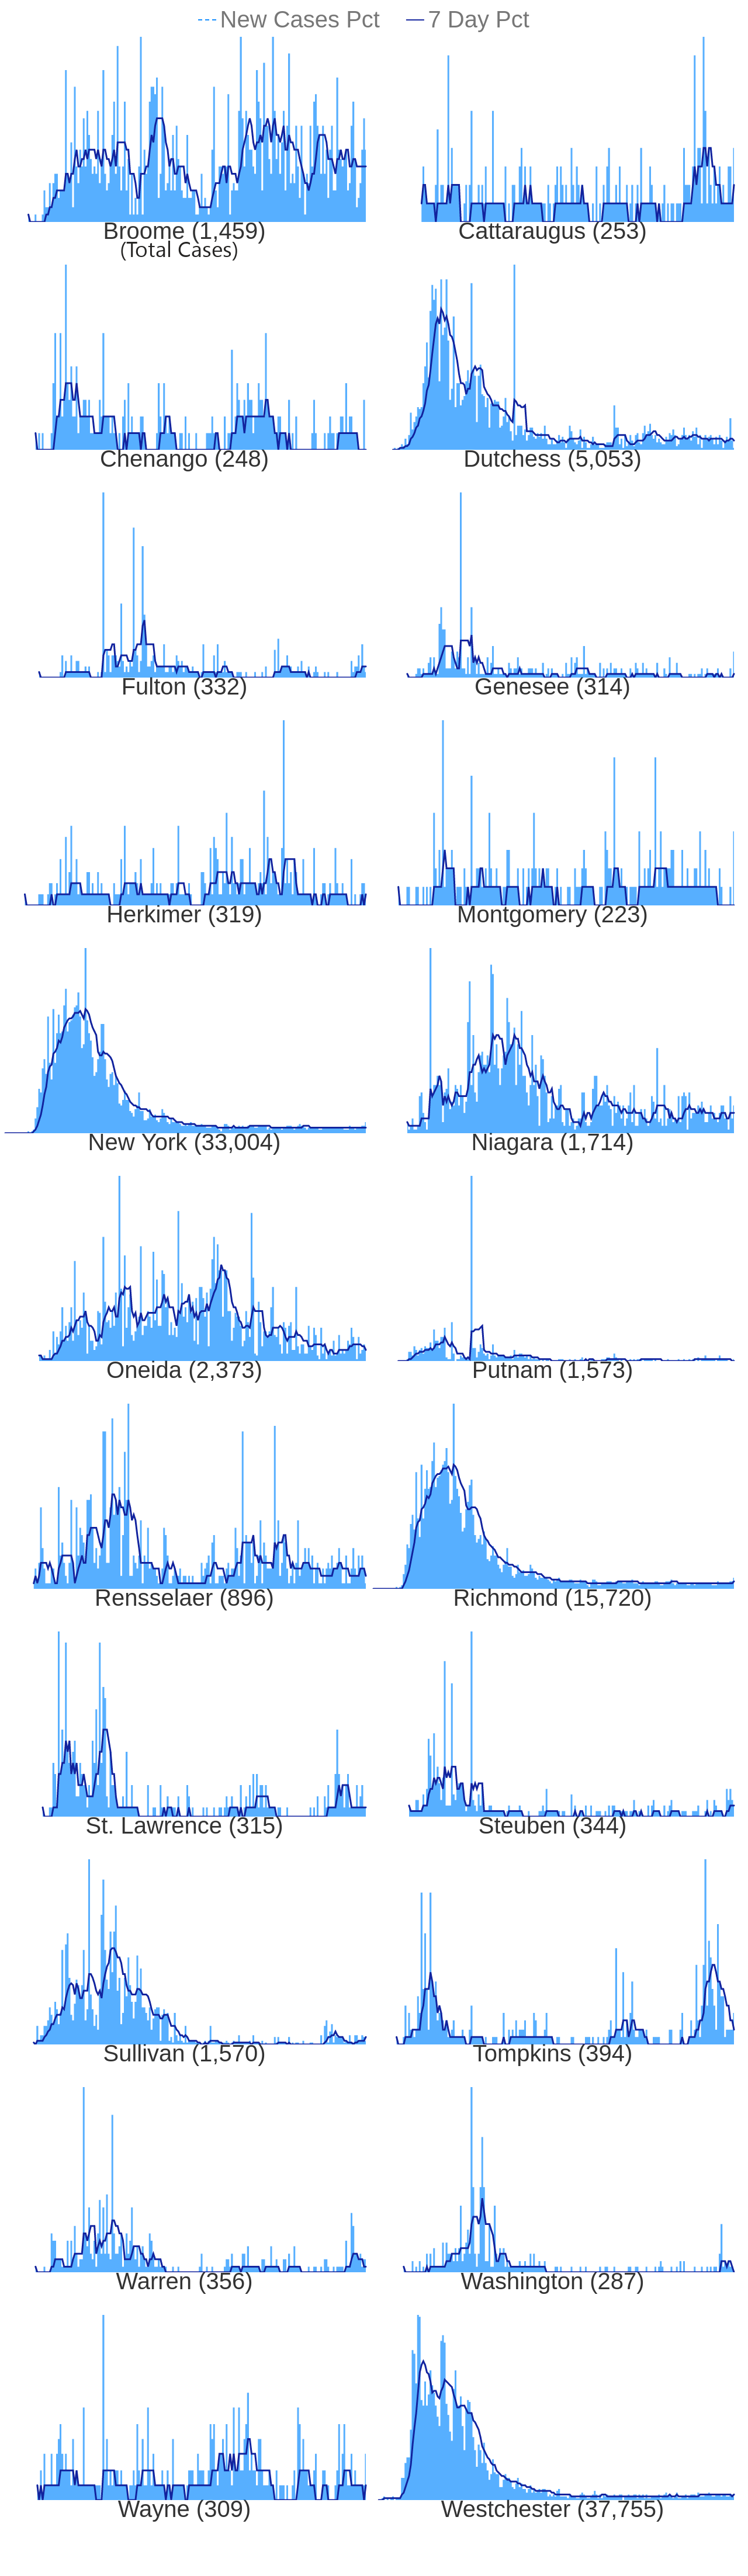 New Cases Pct 7 Day Pct
Broome (1,459) Cattaraugus (253)
(Total Cases)
Chenango (248) Dutchess (5,053)
Fulton (332) Genesee (314)
Herkimer (319) Montgomery (223)
New York (33,004) Niagara (1,714)
Oneida (2,373) Putnam (1,573)
Rensselaer (896) Richmond (15,720)
St. Lawrence (315) Steuben (344)
Sullivan (1,570) Tompkins (394)
Warren (356) Washington (287)
Wayne (309) Westchester (37,755)